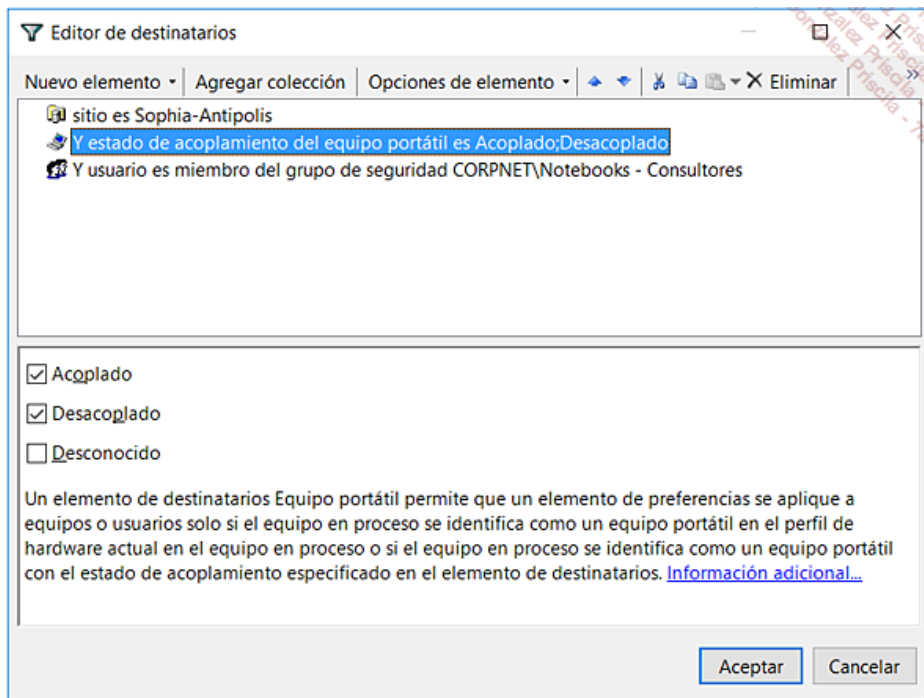 Editor de destinatarios
Nuevo elemento Agregar colección Opciones de elemento Eliminar »
sitio es Sophia-Antipolis
Y estado de acoplamiento del equipo portátil es Acoplado;Desacoplado
Y usuario es miembro del grupo de seguridad CORPNET\Notebooks - Consultores
Acoplado
Desacoplado
Desconocido
Un elemento de destinatarios Equipo portátil permite que un elemento de preferencias se aplique a
equipos o usuarios solo si el equipo en proceso se identifica como un equipo portátil en el perfil de
hardware actual en el equipo en proceso o si el equipo en proceso se identifica como un equipo portátil
con el estado de acoplamiento especificado en el elemento de destinatarios. Información adicional...
Aceptar Cancelar